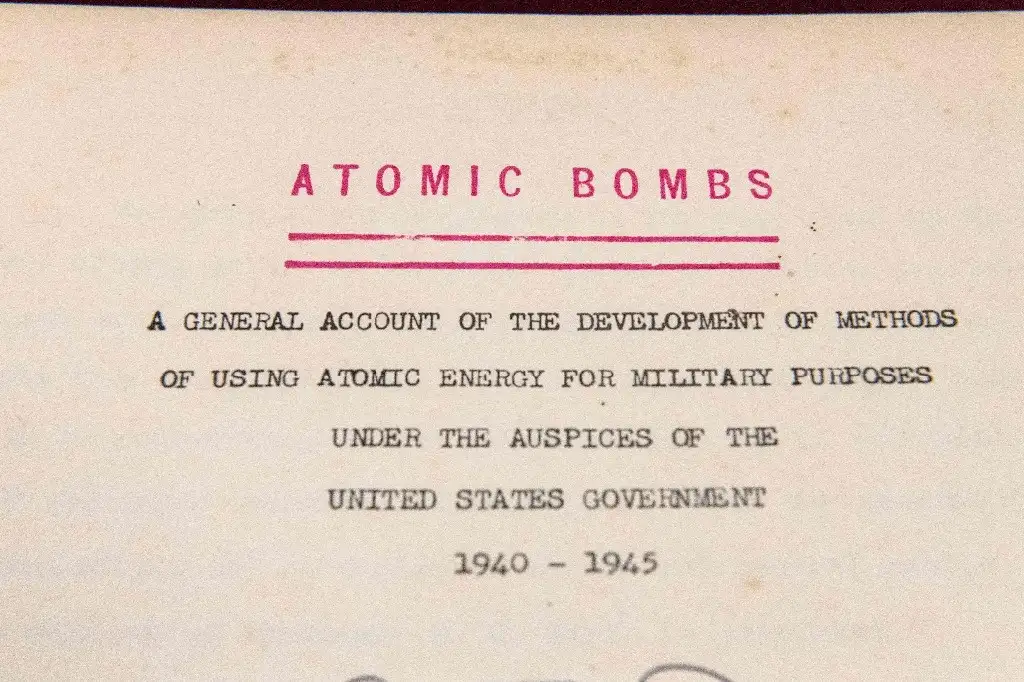 ATOMIC BOMBS
A GENERAL ACCOUNT OF THE DEVELOPMENT OF METHODS
OF USING ATOMIC ENERGY FOR MILITARY PURPOSES
UNDER THE AUSPICES OF THE
UNITED STATES GOVERNMENT
1940 - 1945